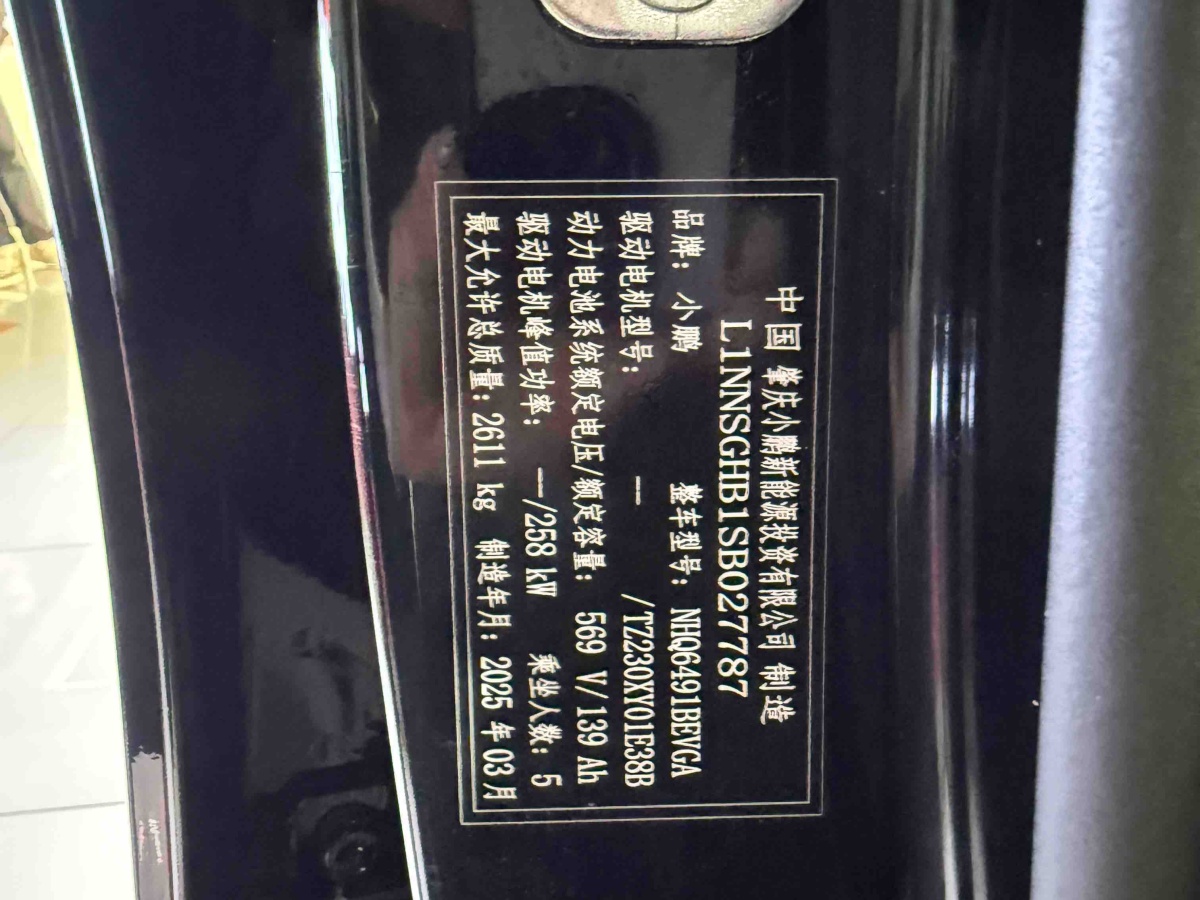 中国 肇庆小鹏新能源投资有限公司 制造
L1NNSGHB1SB027787
品牌: 小鹏 整车型号: NHQ6491BEVGA
驱动电机型号: —— /TZ230XY01E38B
动力电池系统额定电压/额定容量: 569 V/139 Ah
驱动电机峰值功率: ——/258 kW 乘坐人数: 5
最大允许总质量: 2611 kg 制造年月: 2025 年 03 月